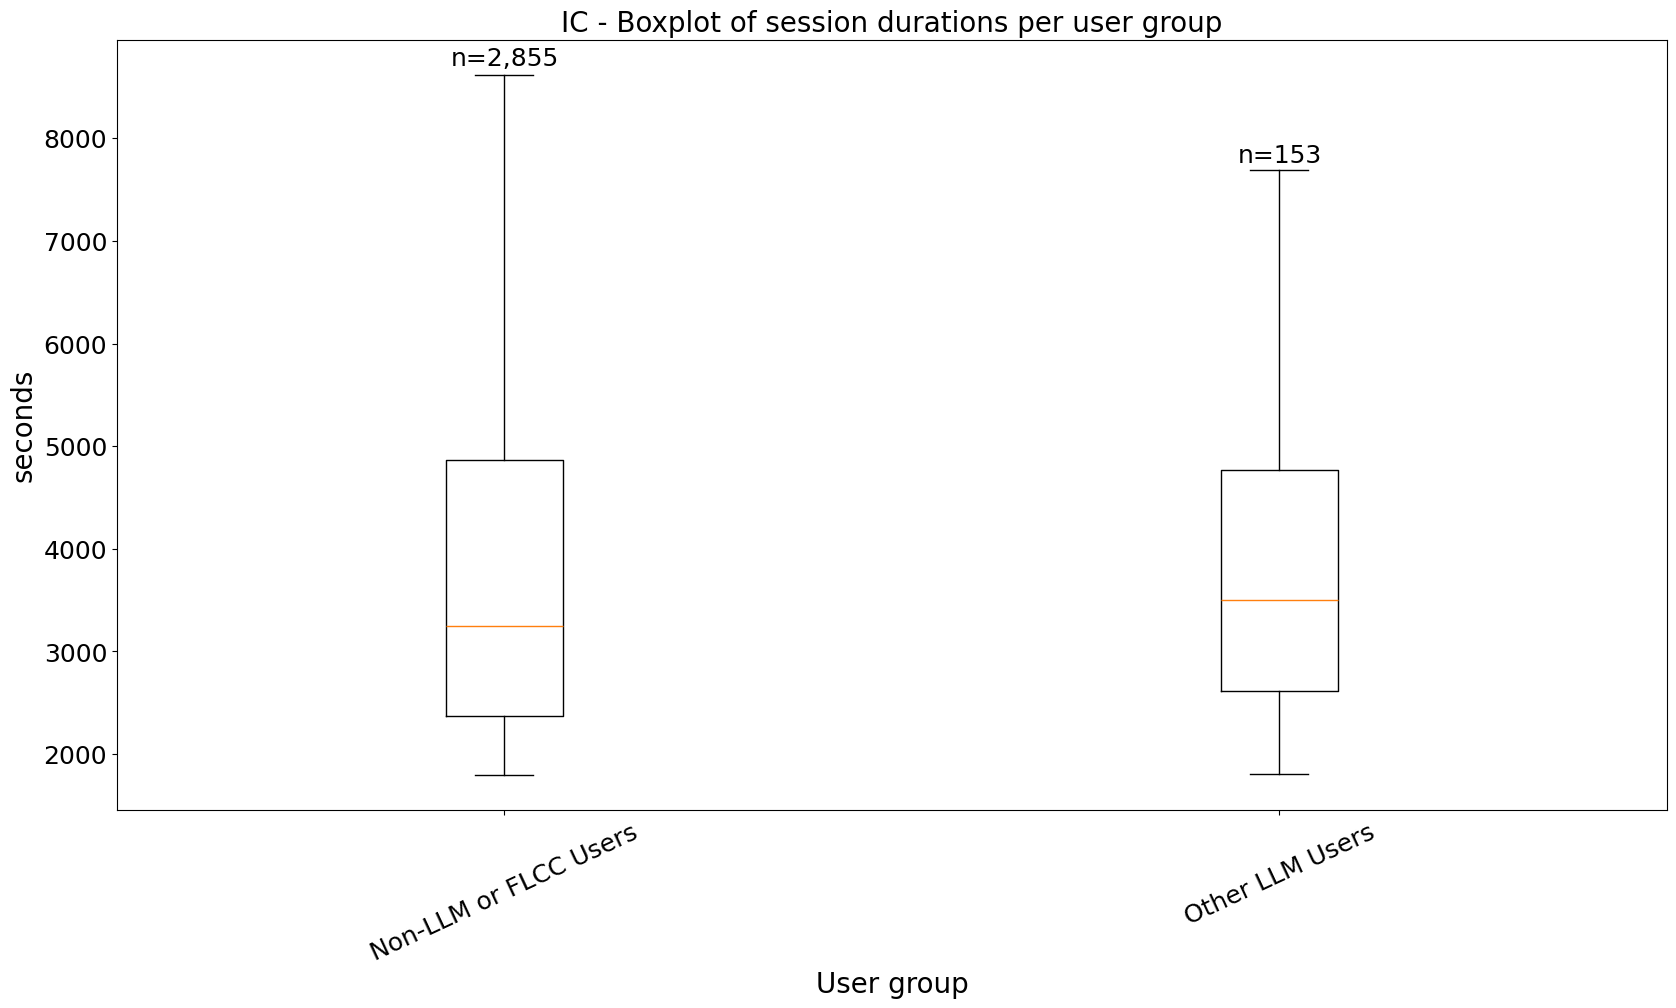 IC - Boxplot of session durations per user group
n=2,855
n=153
8000
7000
6000
5000
4000
3000
2000
seconds
Non-LLM or FLCC Users
Other LLM Users
User group